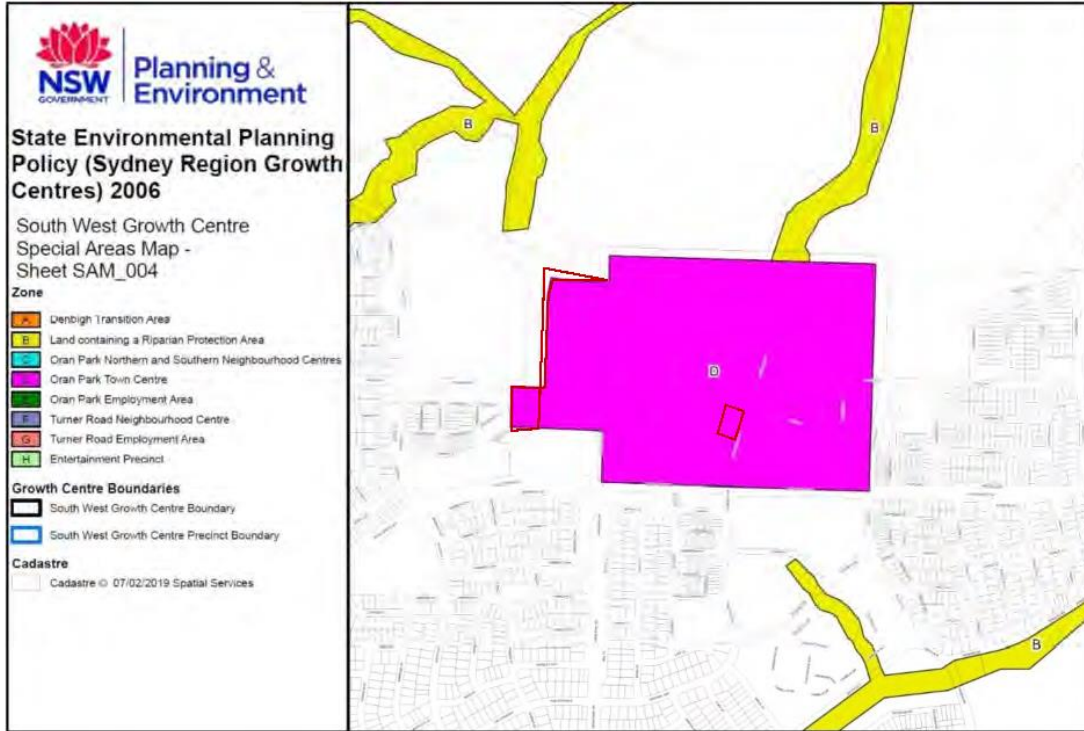 NSW
GOVERNMENT
Planning &
Environment
State Environmental Planning
Policy (Sydney Region Growth
Centres) 2006
South West Growth Centre
Special Areas Map -
Sheet SAM_004
Zone
A Denbigh Transition Area
B Land containing a Riparian Protection Area
C Oran Park Northern and Southern Neighbourhood Centres
Oran Park Town Centre
Oran Park Employment Area
F Turner Road Neighbourhood Centre
G Turner Road Employment Area
H Entertainment Precinct
Growth Centre Boundaries
South West Growth Centre Boundary
South West Growth Centre Precinct Boundary
Cadastre
Cadastre © 07/02/2019 Spatial Services
B
B
D
B